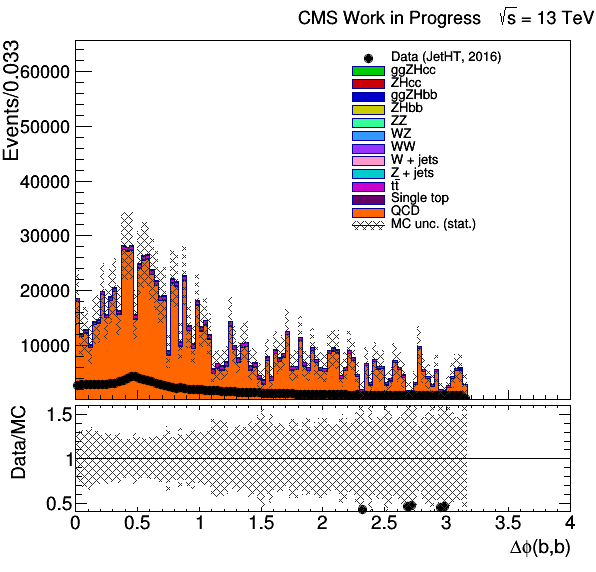 CMS Work in Progress √s = 13 TeV
Events/0.033
60000
50000
40000
30000
20000
10000
Data (JetHT, 2016)
ggZHcc
ZHcc
ggZHbb
ZHbb
ZZ
WZ
WW
W + jets
Z + jets
tt̄
Single top
QCD
MC unc. (stat.)
Data/MC
1.5
1
0.5
0 0.5 1 1.5 2 2.5 3 3.5 4
Δϕ(b,b)